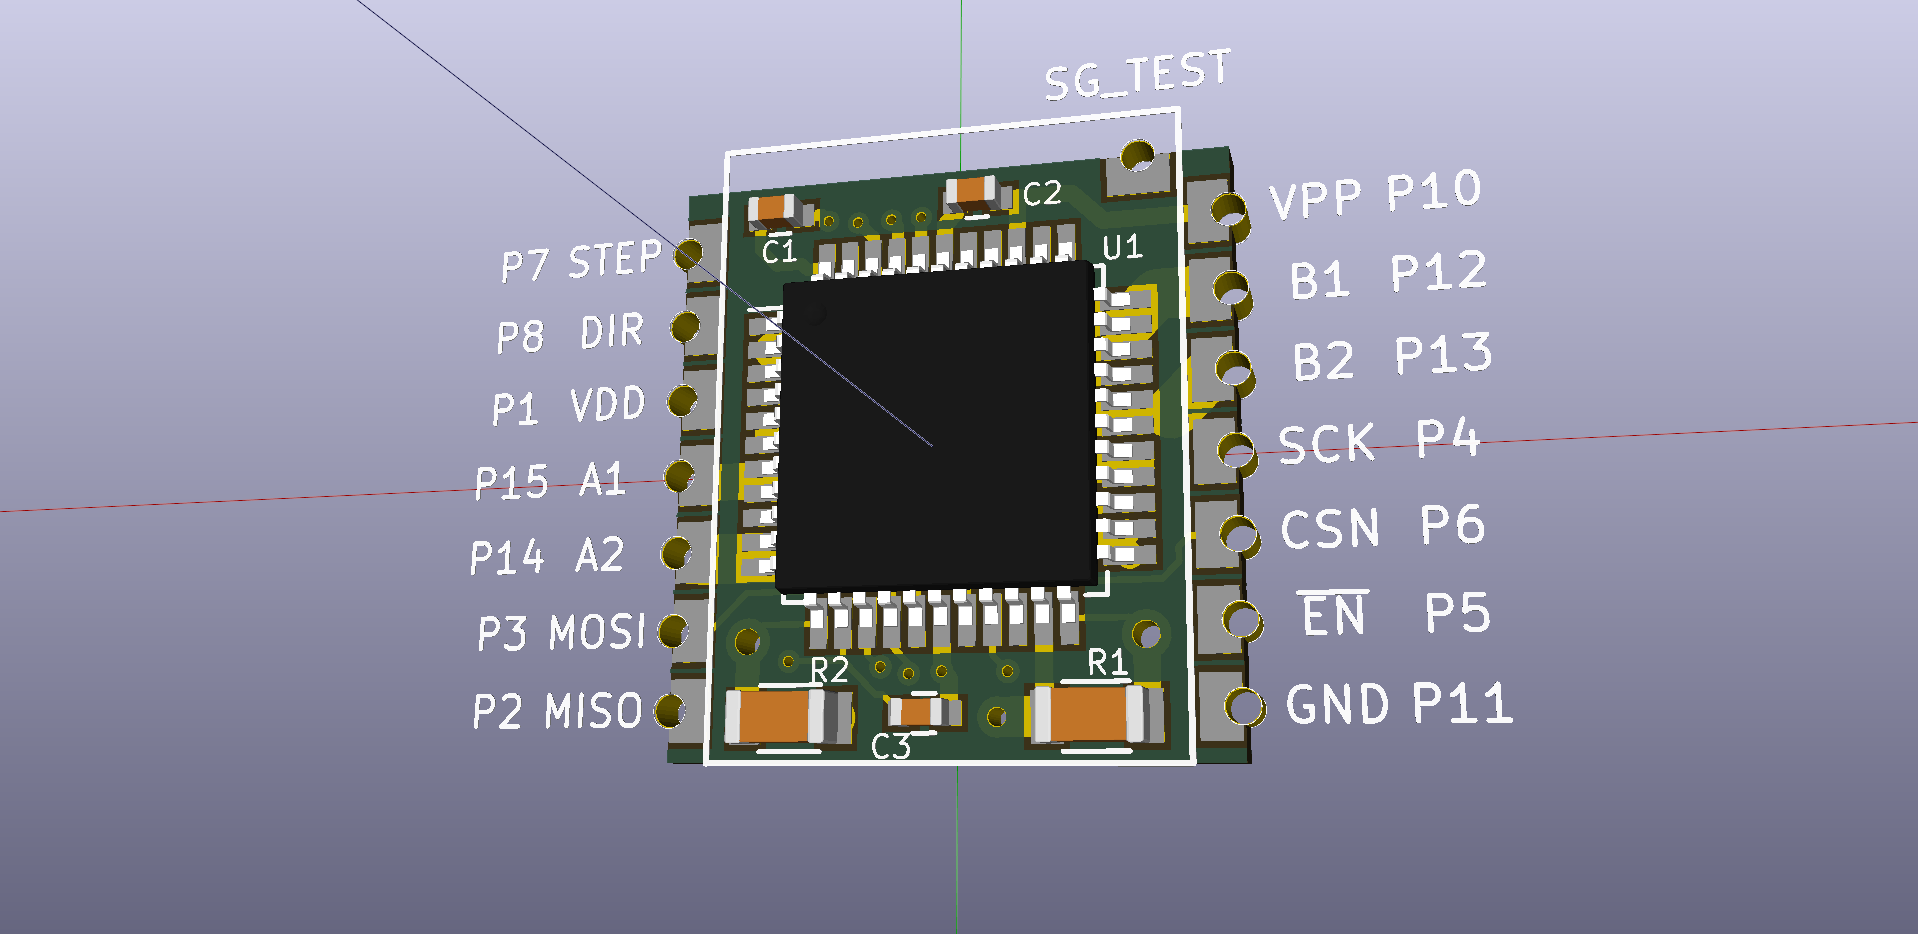 SG_TEST
C2
C1
U1
VPP P10
P7 STEP
B1 P12
P8 DIR
B2 P13
P1 VDD
SCK P4
P15 A1
CSN P6
P14 A2
EN P5
P3 MOSI
R2
R1
P2 MISO
GND P11
C3